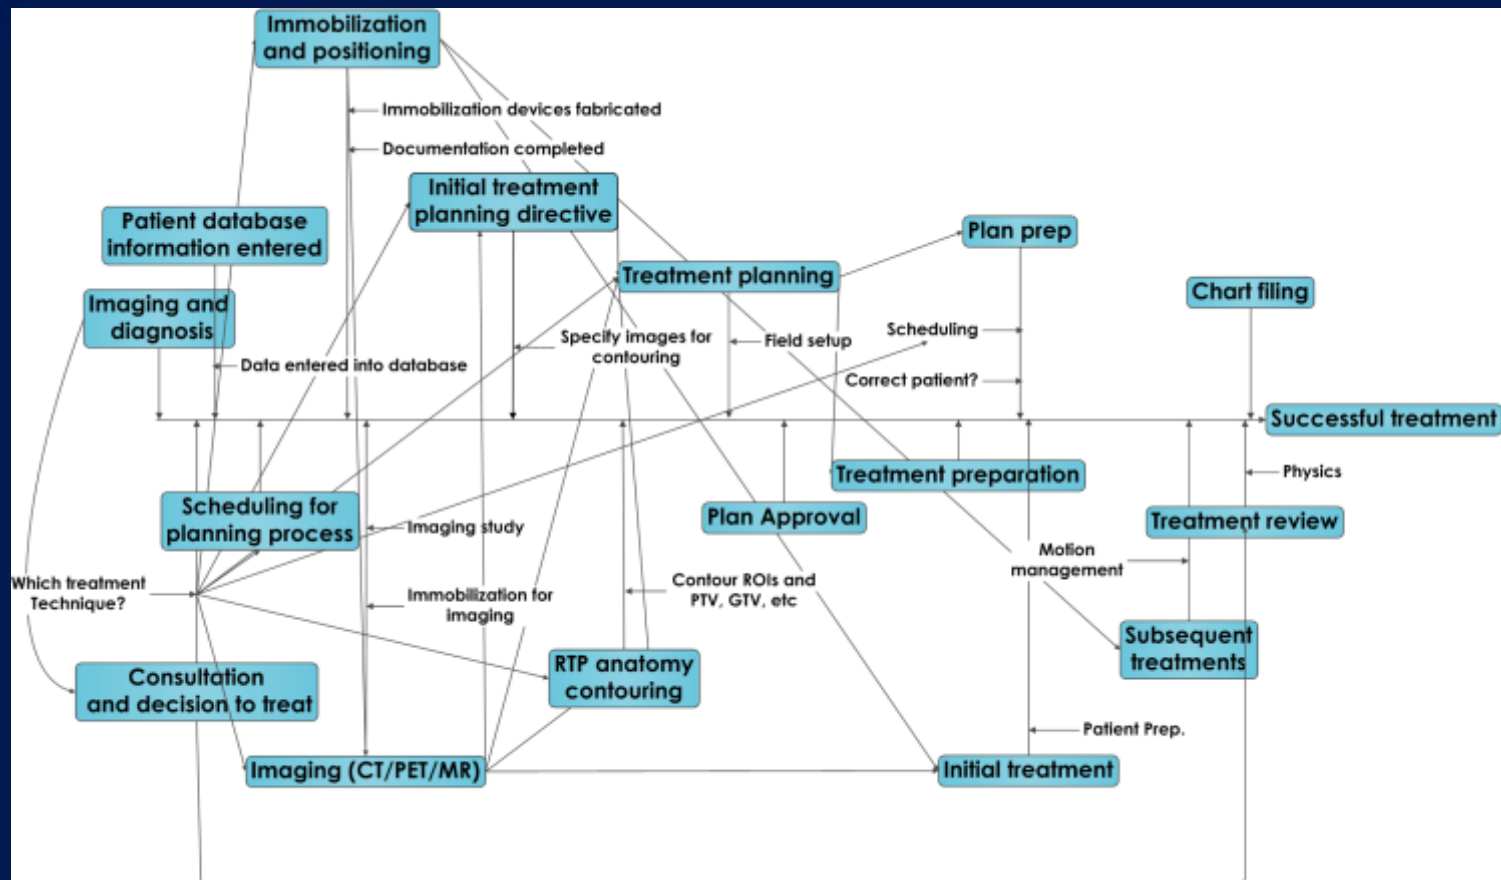 Immobilization
and positioning
Immobilization devices fabricated
Documentation completed
Initial treatment
planning directive
Patient database
information entered
Plan prep
Treatment planning
Imaging and
diagnosis
Chart filing
Scheduling
Specify images for
contouring
Field setup
Data entered into database
Correct patient?
Successful treatment
Treatment preparation
Physics
Scheduling for
planning process
Imaging study
Plan Approval
Treatment review
Motion
management
Which treatment
Technique?
Immobilization for
imaging
Contour ROIs and
PTV, GTV, etc
Subsequent
treatments
Consultation
and decision to treat
RTP anatomy
contouring
Patient Prep.
Imaging (CT/PET/MR)
Initial treatment